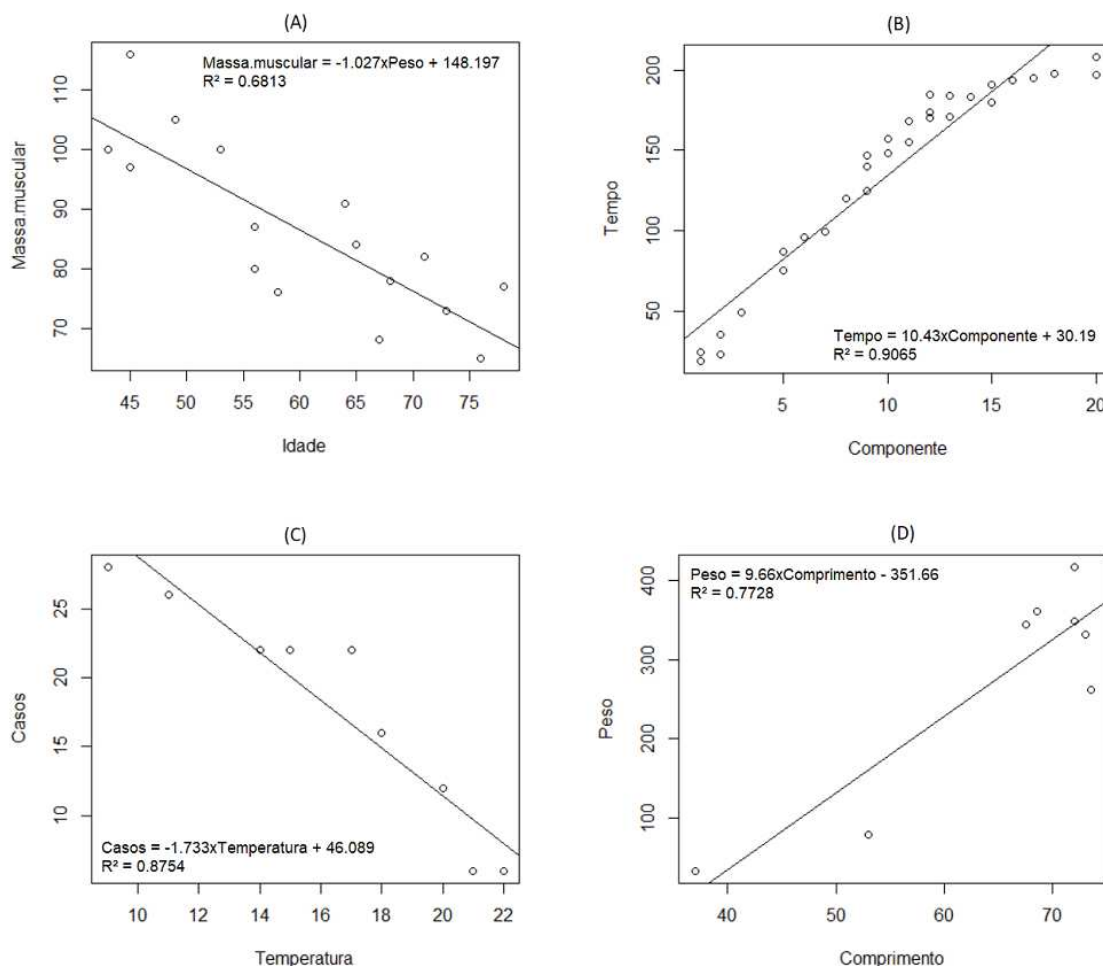 (A)
Massa.muscular = -1.027xPeso + 148.197
R² = 0.6813
Massa.muscular
70 80 90 100 110
45 50 55 60 65 70 75
Idade
(B)
Tempo = 10.43xComponente + 30.19
R² = 0.9065
Tempo
50 100 150 200
5 10 15 20
Componente
(C)
Casos = -1.733xTemperatura + 46.089
R² = 0.8754
Casos
10 15 20 25
10 12 14 16 18 20 22
Temperatura
(D)
Peso = 9.66xComprimento - 351.66
R² = 0.7728
Peso
100 200 300 400
40 50 60 70
Comprimento